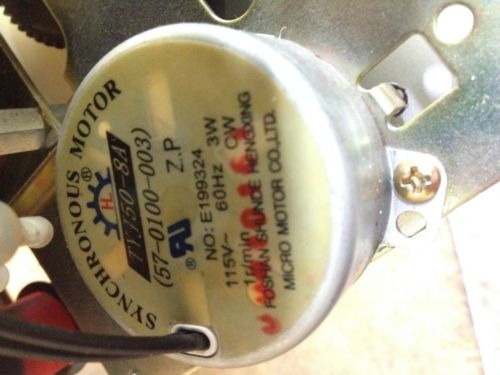 SYNCHRONOUS® MOTOR
HL
TYJ50-8A
(57-0100-003)
Z.P
NO: E199324
115V~ 60Hz 3W
1r/min CW
FOSHAN SHUNDE HENGXING
MICRO MOTOR CO.,LTD.